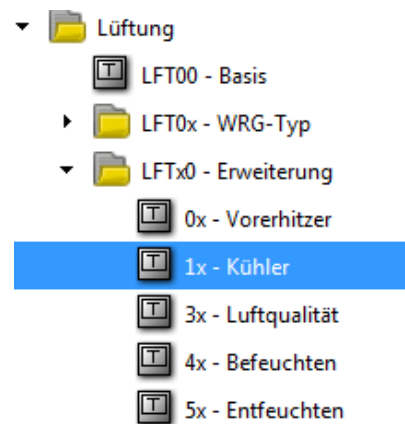 Lüftung
LFT00 - Basis
LFT0x - WRG-Typ
LFTx0 - Erweiterung
0x - Vorerhitzer
1x - Kühler
3x - Luftqualität
4x - Befeuchten
5x - Entfeuchten